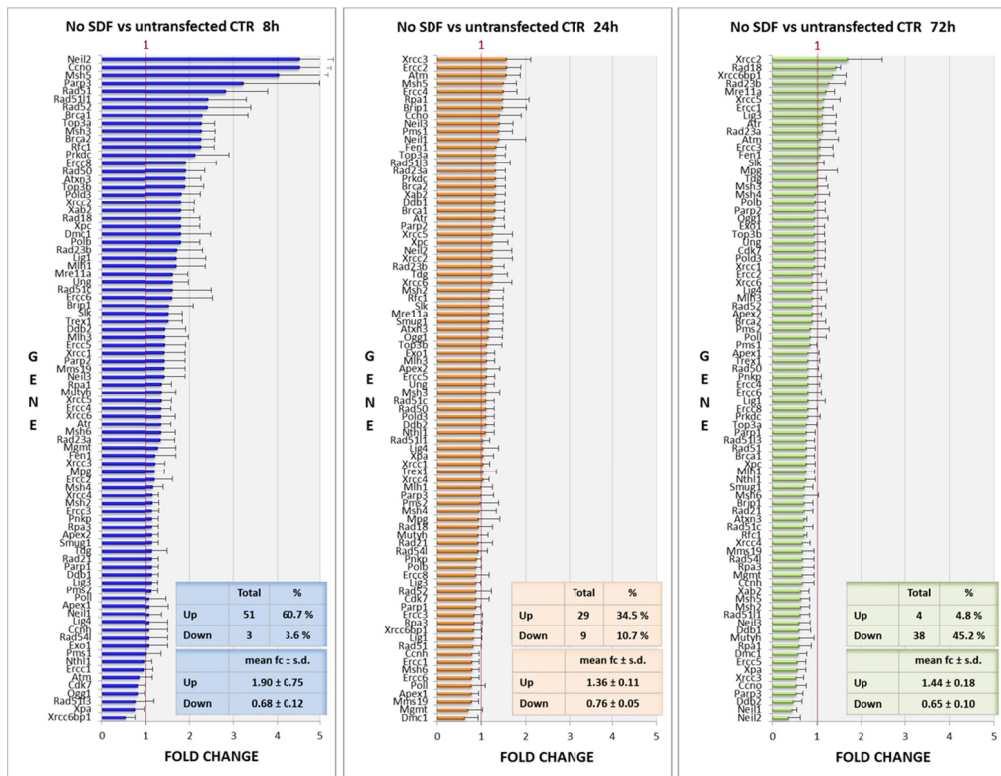 No SDF vs untransfected CTR 8h
1
Neil2
Ccno
Msh5
Parp3
Rad51
Rad51l1
Rad52
Brca1
Top3a
Msh3
Brca2
Rfc1
Prkdc
Ercc8
Rad50
Atxn3
Top3b
Pold3
Xrcc2
Xab2
Rad18
Xpc
Dmc1
Polb
Rad23b
Lig1
Mlh1
Mre11a
Ung
Rad51c
Ercc6
Brip1
Slk
Trex1
Ddb2
Mlh3
Ercc5
Xrcc1
Parp2
Mms19
Neil3
Rpa1
Mutyh
Xrcc5
Ercc4
Xrcc6
Atr
Msh6
Rad23a
Mgmt
Fen1
Xrcc3
Mpg
Ercc2
Msh4
Xrcc4
Msh2
Ercc3
Pnkp
Rpa3
Apex2
Smug1
Tdg
Rad21
Parp1
Ddb1
Lig3
Pms2
Poll
Apex1
Neil1
Lig4
Ccnh
Rad54l
Exo1
Pms1
Nthl1
Ercc1
Atm
Cdk7
Ogg1
Rad51l3
Xpa
Xrcc6bp1
G
E
N
E
Total %
Up 51 60.7 %
Down 3 3.6 %
mean fc ± s.d.
Up 1.90 ± 0.75
Down 0.68 ± 0.12
0 1 2 3 4 5
FOLD CHANGE
No SDF vs untransfected CTR 24h
1
Xrcc3
Ercc2
Atm
Msh5
Ercc4
Rpa1
Brip1
Ccno
Neil3
Pms1
Neil1
Fen1
Top3a
Rad51l3
Rad23a
Prkdc
Brca2
Xab2
Ddb1
Brca1
Atr
Parp2
Xrcc5
Xpc
Neil2
Xrcc2
Rad23b
Tdg
Xrcc6
Msh2
Rfc1
Slk
Mre11a
Smug1
Atxn3
Ogg1
Top3b
Exo1
Mlh3
Apex2
Ercc5
Ung
Msh3
Rad51c
Rad50
Pold3
Ddb2
Nthl1
Rad51l1
Lig4
Xpa
Xrcc1
Trex1
Xrcc4
Mlh1
Parp3
Pms2
Msh4
Mpg
Rad18
Mutyh
Rad21
Rad54l
Pnkp
Polb
Ercc8
Lig3
Rad52
Cdk7
Parp1
Ercc3
Rpa3
Xrcc6bp1
Lig1
Rad51
Ccnh
Ercc1
Msh6
Ercc6
Poll
Apex1
Mms19
Mgmt
Dmc1
G
E
N
E
Total %
Up 29 34.5 %
Down 9 10.7 %
mean fc ± s.d.
Up 1.36 ± 0.11
Down 0.76 ± 0.05
0 1 2 3 4 5
FOLD CHANGE
No SDF vs untransfected CTR 72h
1
Xrcc2
Rad18
Xrcc6bp1
Rad23b
Mre11a
Xrcc5
Ercc1
Lig3
Atr
Rad23a
Atm
Ercc3
Fen1
Slk
Mpg
Tdg
Msh3
Msh4
Polb
Parp2
Ogg1
Exo1
Top3b
Ung
Cdk7
Pold3
Xrcc1
Ercc2
Xrcc6
Lig4
Mlh3
Rad52
Apex2
Brca2
Pms2
Poll
Pms1
Apex1
Trex1
Rad50
Pnkp
Ercc4
Ercc6
Lig1
Ercc8
Prkdc
Top3a
Parp1
Rad51l3
Rad51
Brca1
Xpc
Mlh1
Nthl1
Smug1
Msh6
Brip1
Rad21
Atxn3
Rad51c
Rfc1
Xrcc4
Mms19
Rad54l
Rpa3
Mgmt
Ccnh
Xab2
Msh5
Msh2
Rad51l1
Neil3
Ddb1
Mutyh
Rpa1
Dmc1
Ercc5
Xpa
Xrcc3
Ccno
Parp3
Ddb2
Neil1
Neil2
G
E
N
E
Total %
Up 4 4.8 %
Down 38 45.2 %
mean fc ± s.d.
Up 1.44 ± 0.18
Down 0.65 ± 0.10
0 1 2 3 4 5
FOLD CHANGE